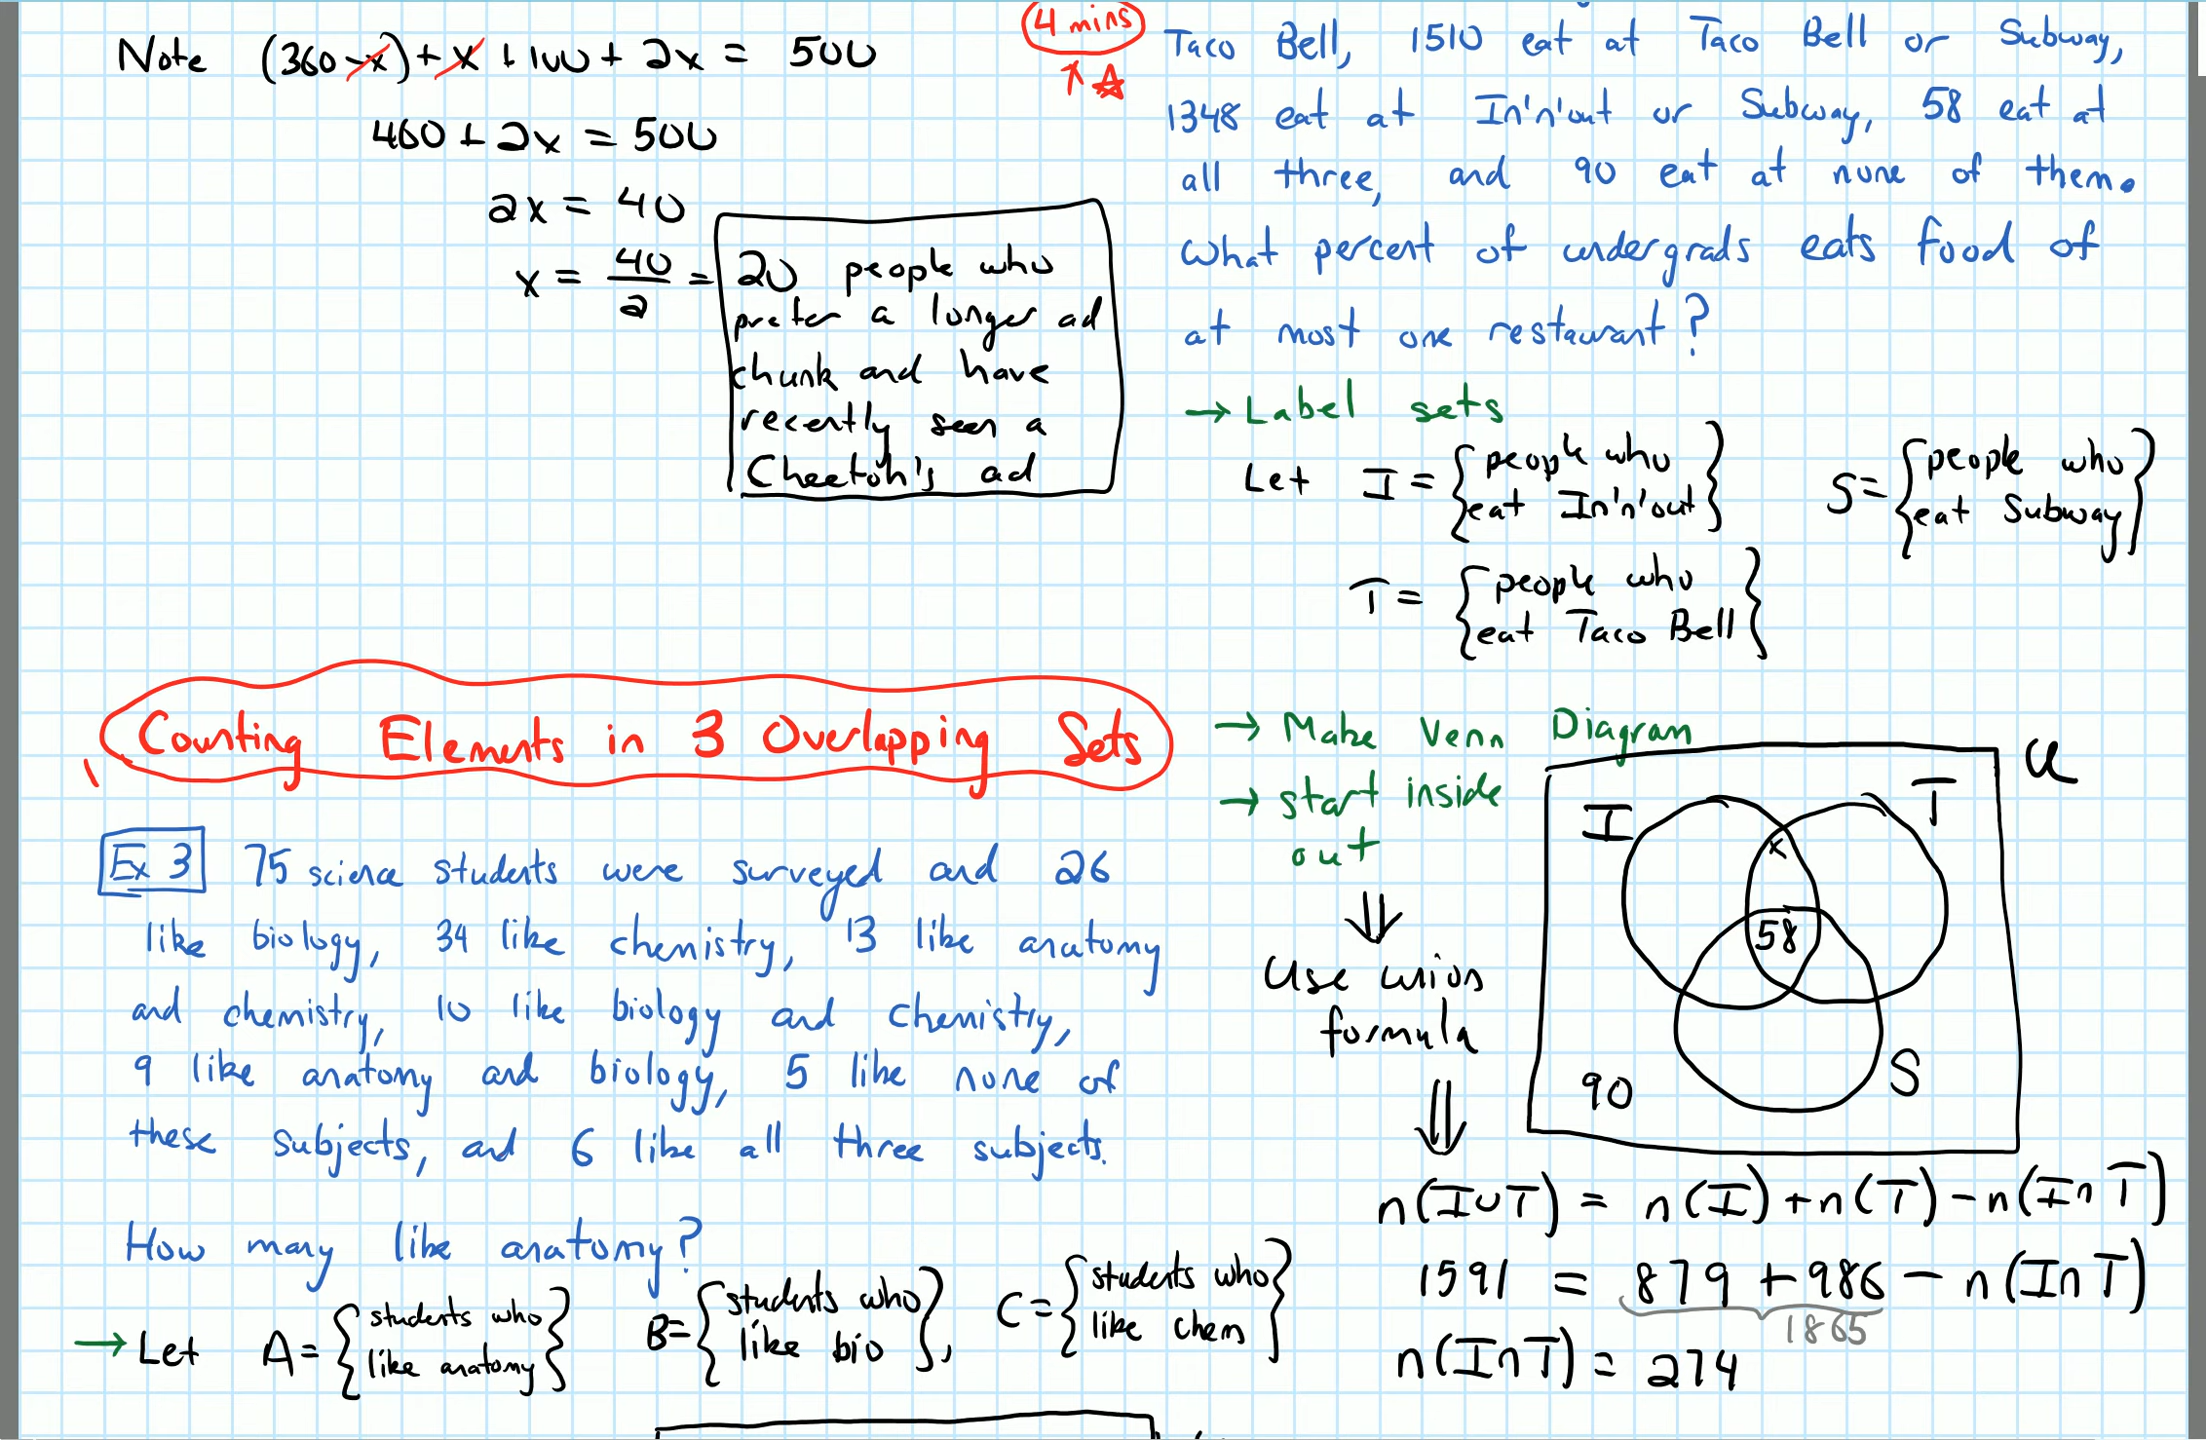 Note (360-x)+x+100+2x = 500
460+2x = 500
2x = 40
x = 40/2 = 20 people who
prefer a longer ad
chunk and have
recently seen a
Cheetoh's ad
Counting Elements in 3 Overlapping Sets
Ex 3 75 science students were surveyed and 26
like biology, 34 like chemistry, 13 like anatomy
and chemistry, 10 like biology and chemistry,
9 like anatomy and biology, 5 like none of
these subjects, and 6 like all three subjects.
How many like anatomy?
→ Let A = {students who like anatomy} B = {students who like bio}, C = {students who like chem}
4 mins
↑☆
Taco Bell, 1510 eat at Taco Bell or Subway,
1348 eat at In'n'out or Subway, 58 eat at
all three, and 90 eat at none of them.
What percent of undergrads eats food of
at most one restaurant?
→ Label sets
Let I = {people who eat In'n'out} S = {people who eat Subway}
T = {people who eat Taco Bell}
→ Make Venn Diagram
→ start inside
out
⇓
Use union
formula
⇓
U
I
T
x
58
S
90
n(I∪T) = n(I)+n(T)-n(I∩T)
1591 = 879+986-n(I∩T)
1865
n(I∩T) = 274